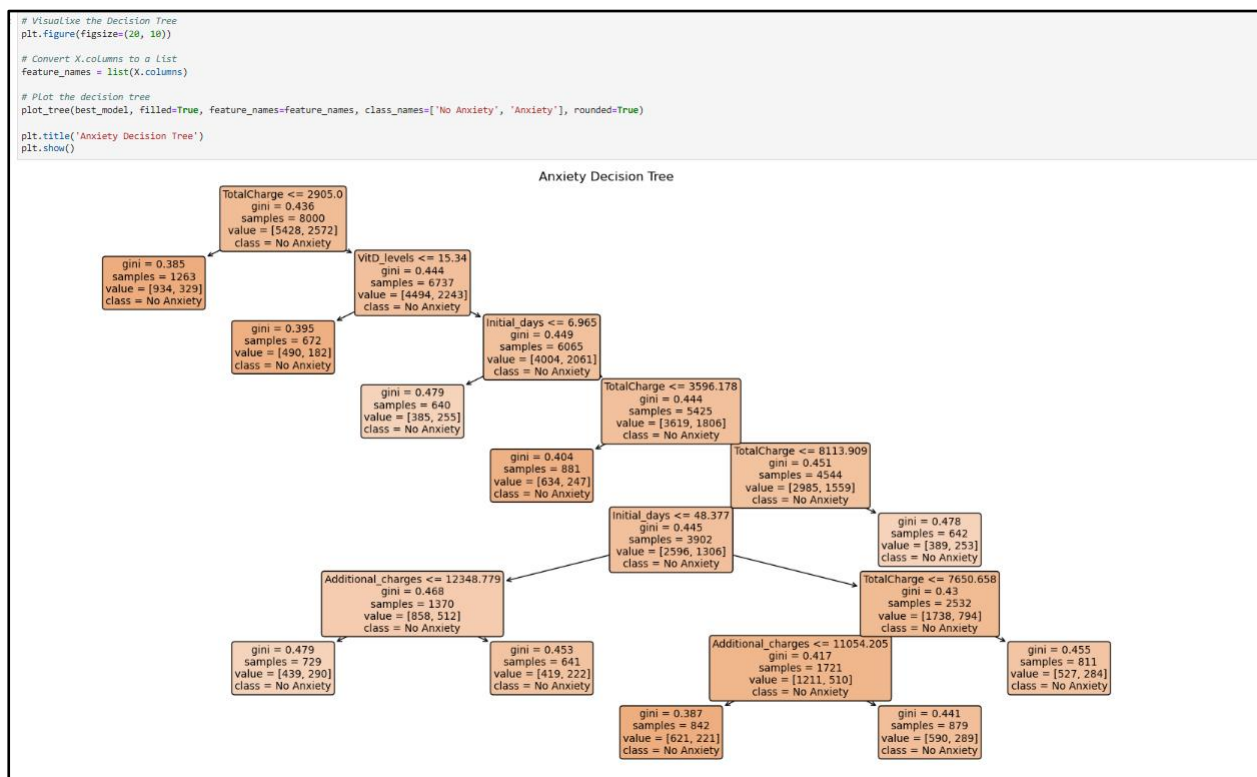 # Visualixe the Decision Tree
plt.figure(figsize=(20, 10))
# Convert X.columns to a List
feature_names = list(X.columns)
# Plot the decision tree
plot_tree(best_model, filled=True, feature_names=feature_names, class_names=['No Anxiety', 'Anxiety'], rounded=True)
plt.title('Anxiety Decision Tree')
plt.show()
Anxiety Decision Tree
TotalCharge <= 2905.0
gini = 0.436
samples = 8000
value = [5428, 2572]
class = No Anxiety
gini = 0.385
samples = 1263
value = [934, 329]
class = No Anxiety
VitD_levels <= 15.34
gini = 0.444
samples = 6737
value = [4494, 2243]
class = No Anxiety
gini = 0.395
samples = 672
value = [490, 182]
class = No Anxiety
Initial_days <= 6.965
gini = 0.449
samples = 6065
value = [4004, 2061]
class = No Anxiety
gini = 0.479
samples = 640
value = [385, 255]
class = No Anxiety
TotalCharge <= 3596.178
gini = 0.444
samples = 5425
value = [3619, 1806]
class = No Anxiety
gini = 0.404
samples = 881
value = [634, 247]
class = No Anxiety
TotalCharge <= 8113.909
gini = 0.451
samples = 4544
value = [2985, 1559]
class = No Anxiety
Initial_days <= 48.377
gini = 0.445
samples = 3902
value = [2596, 1306]
class = No Anxiety
gini = 0.478
samples = 642
value = [389, 253]
class = No Anxiety
Additional_charges <= 12348.779
gini = 0.468
samples = 1370
value = [858, 512]
class = No Anxiety
TotalCharge <= 7650.658
gini = 0.43
samples = 2532
value = [1738, 794]
class = No Anxiety
gini = 0.479
samples = 729
value = [439, 290]
class = No Anxiety
gini = 0.453
samples = 641
value = [419, 222]
class = No Anxiety
Additional_charges <= 11054.205
gini = 0.417
samples = 1721
value = [1211, 510]
class = No Anxiety
gini = 0.455
samples = 811
value = [527, 284]
class = No Anxiety
gini = 0.387
samples = 842
value = [621, 221]
class = No Anxiety
gini = 0.441
samples = 879
value = [590, 289]
class = No Anxiety